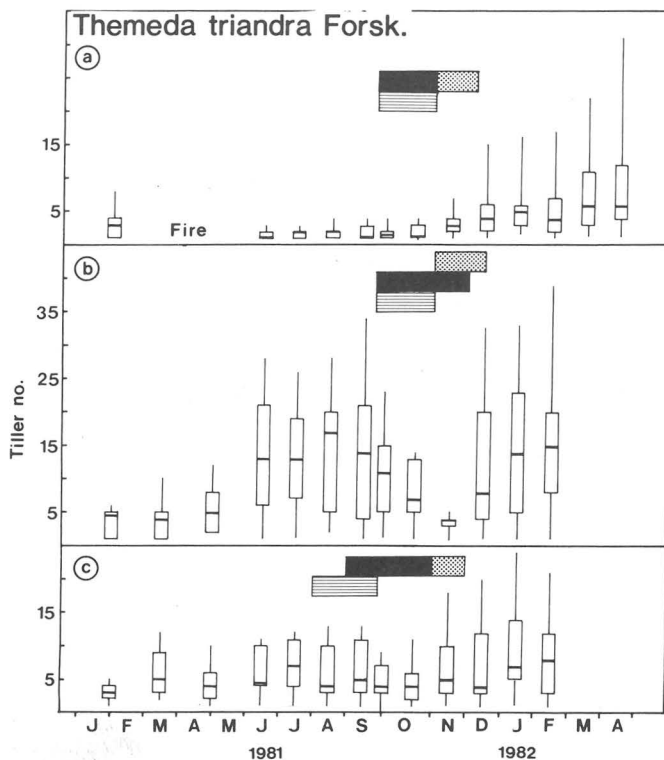 Themeda triandra Forsk.
a
15
5
Fire
b
35
25
15
5
Tiller no.
c
15
5
J F M A M J J A S O N D J F M A
1981 1982